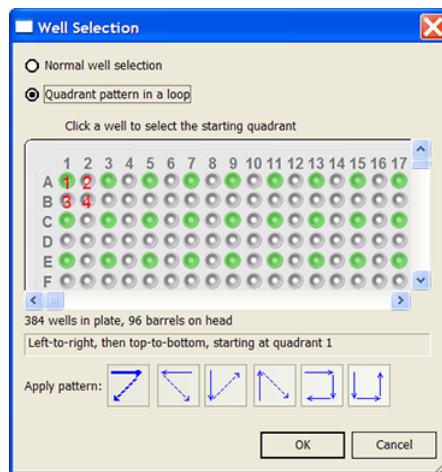 Well Selection
Normal well selection
Quadrant pattern in a loop
Click a well to select the starting quadrant
1 2 3 4 5 6 7 8 9 10 11 12 13 14 15 16 17
A 1 2
B 3 4
C
D
E
F
384 wells in plate, 96 barrels on head
Left-to-right, then top-to-bottom, starting at quadrant 1
Apply pattern:
OK Cancel